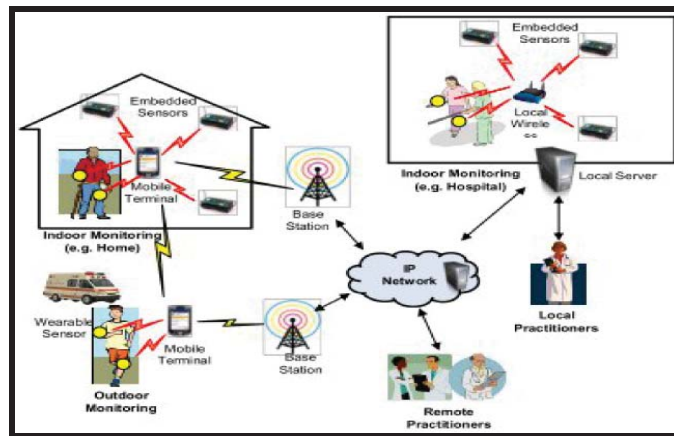 Embedded
Sensors
Mobile
Terminal
Indoor Monitoring
(e.g. Home)
Base
Station
Embedded
Sensors
Local
Wirele
ss
Indoor Monitoring
(e.g. Hospital)
Local Server
IP
Network
Local
Practitioners
Wearable
Sensor
Mobile
Terminal
Outdoor
Monitoring
Base
Station
Remote
Practitioners